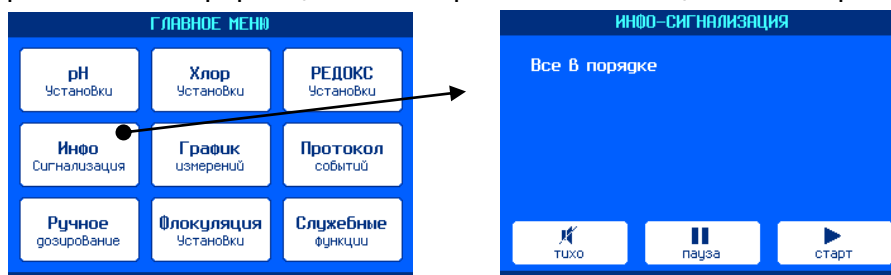 ГЛАВНОЕ МЕНЮ
pH
Установки
Хлор
Установки
РЕДОКС
Установки
Инфо
Сигнализация
График
измерений
Протокол
событий
Ручное
дозирование
Флокуляция
Установки
Служебные
функции
ИНФО-СИГНАЛИЗАЦИЯ
Все в порядке
тихо
пауза
старт